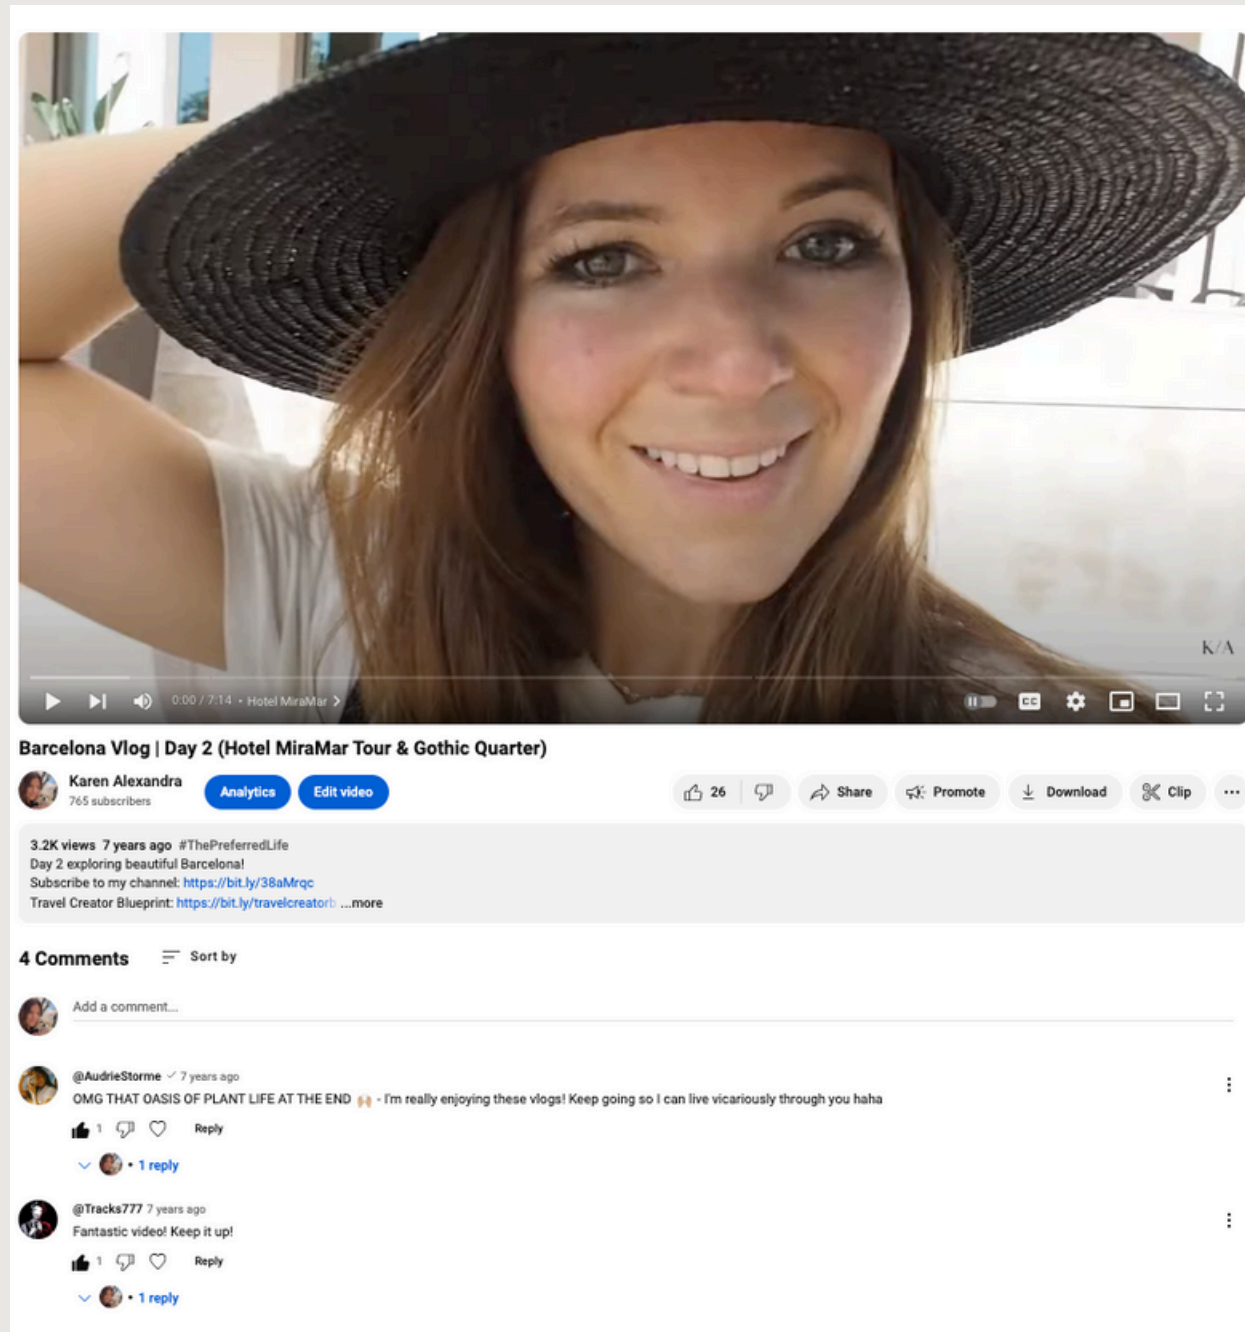 K/A
0:00 / 7:14 • Hotel MiraMar
CC
Barcelona Vlog | Day 2 (Hotel MiraMar Tour & Gothic Quarter)
Karen Alexandra
765 subscribers
Analytics
Edit video
26
Share
Promote
Download
Clip
3.2K views 7 years ago #ThePreferredLife
Day 2 exploring beautiful Barcelona!
Subscribe to my channel: https://bit.ly/38aMrqc
Travel Creator Blueprint: https://bit.ly/travelcreatorb ...more
4 Comments
Sort by
Add a comment...
@AudrieStorme ✓ 7 years ago
OMG THAT OASIS OF PLANT LIFE AT THE END 🙌🏼 - I'm really enjoying these vlogs! Keep going so I can live vicariously through you haha
1
Reply
• 1 reply
@Tracks777 7 years ago
Fantastic video! Keep it up!
1
Reply
• 1 reply